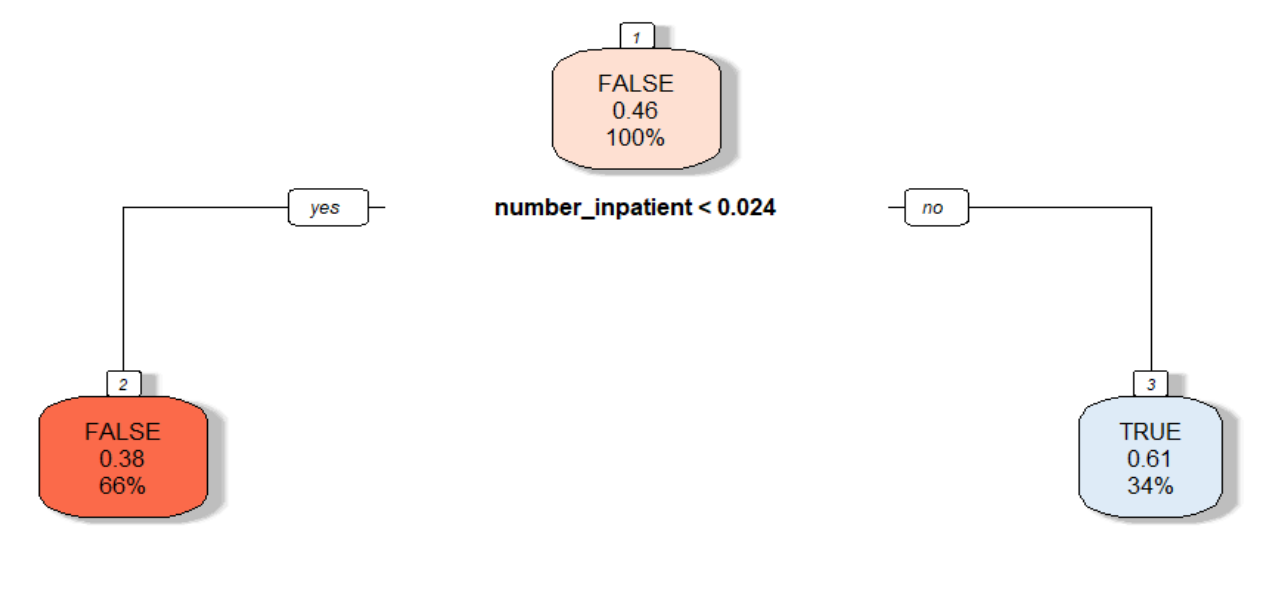 1
FALSE
0.46
100%
yes
number_inpatient < 0.024
no
2
FALSE
0.38
66%
3
TRUE
0.61
34%